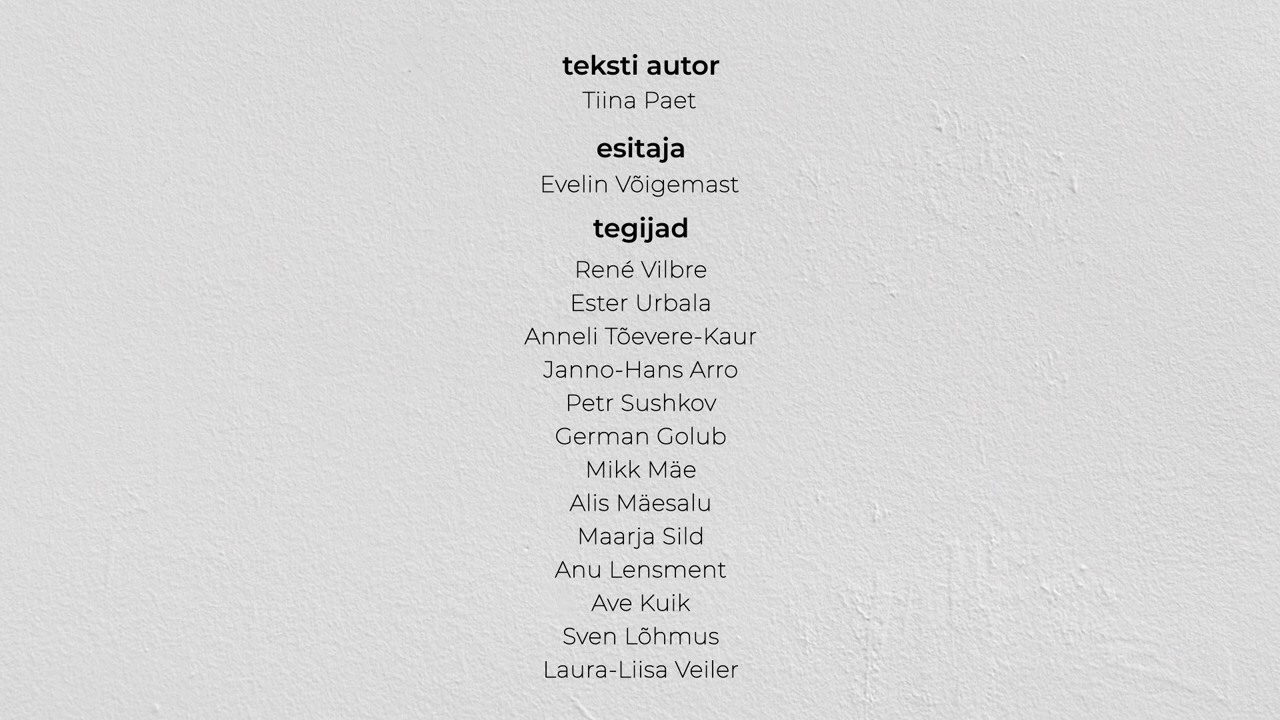 teksti autor
Tiina Paet
esitaja
Evelin Võigemast
tegijad
René Vilbre
Ester Urbala
Anneli Tõevere-Kaur
Janno-Hans Arro
Petr Sushkov
German Golub
Mikk Mäe
Alis Mäesalu
Maarja Sild
Anu Lensment
Ave Kuik
Sven Lõhmus
Laura-Liisa Veiler